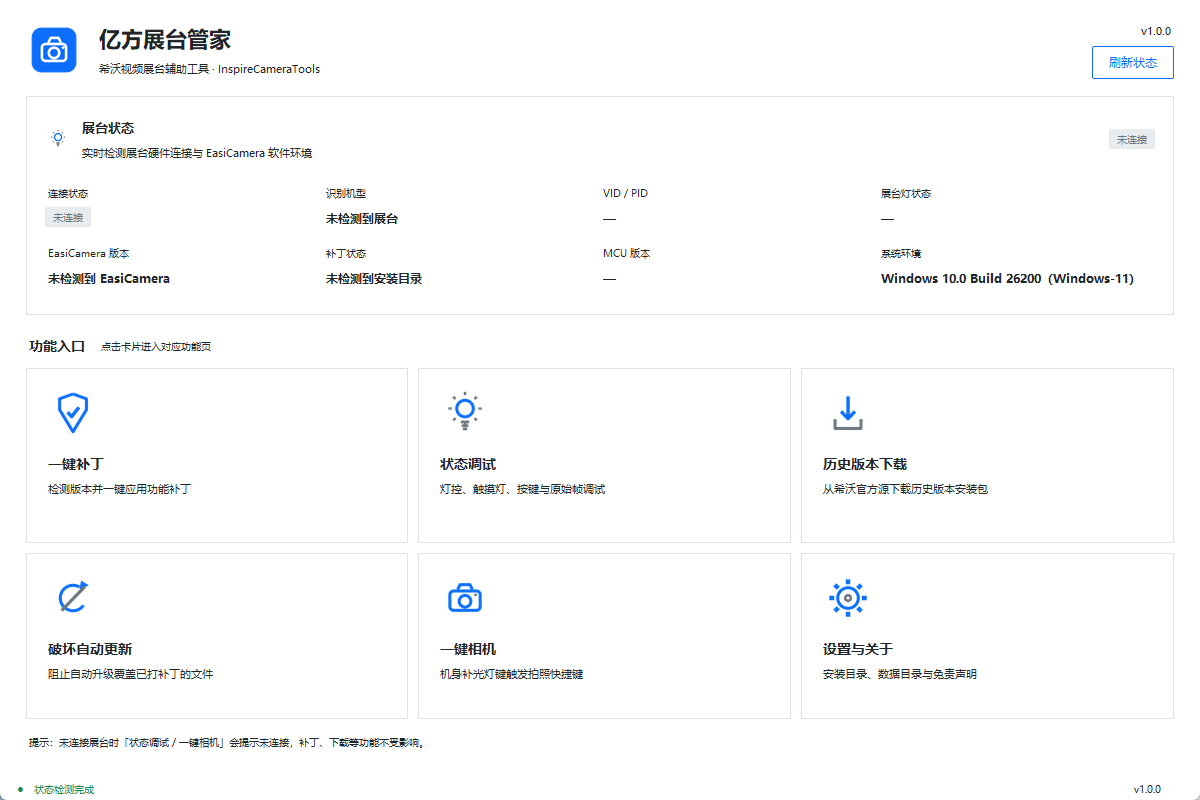 亿方展台管家
v1.0.0
希沃视频展台辅助工具 · InspireCameraTools
刷新状态
展台状态
实时检测展台硬件连接与 EasiCamera 软件环境
未连接
连接状态
识别机型
VID / PID
展台灯状态
未连接
未检测到展台
—
—
EasiCamera 版本
补丁状态
MCU 版本
系统环境
未检测到 EasiCamera
未检测到安装目录
—
Windows 10.0 Build 26200（Windows-11）
功能入口
点击卡片进入对应功能页
一键补丁
检测版本并一键应用功能补丁
状态调试
灯控、触摸灯、按键与原始帧调试
历史版本下载
从希沃官方源下载历史版本安装包
破坏自动更新
阻止自动升级覆盖已打补丁的文件
一键相机
机身补光灯键触发拍照快捷键
设置与关于
安装目录、数据目录与免责声明
提示：未连接展台时「状态调试 / 一键相机」会提示未连接，补丁、下载等功能不受影响。
状态检测完成
v1.0.0